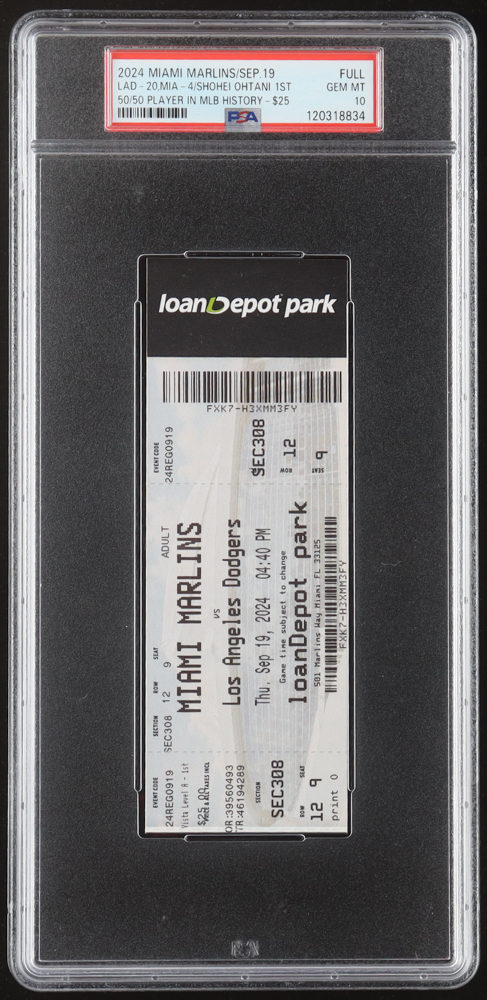 2024 MIAMI MARLINS/SEP.19 FULL
LAD - 20,MIA - 4/SHOHEI OHTANI 1ST GEM MT
50/50 PLAYER IN MLB HISTORY - $25 10
PSA 120318834
loanDepot park
FXK7-H3XMM3FY
EVENT CODE
24REG0919
SEC308
ROW
12
SEAT
9
SECTION ROW SEAT
SEC308 12 9 ADULT
MIAMI MARLINS
vs
Los Angeles Dodgers
Thu. Sep 19, 2024 04:40 PM
Game time subject to change
loanDepot park
501 Marlins Way Miami FL 33125
FXK7-H3XMM3FY
EVENT CODE
24REG0919
Vista Level A - 1st
$25.00
OR:39560493
TR:46194289
SECTION
SEC308
ROW SEAT
12 9
print 0